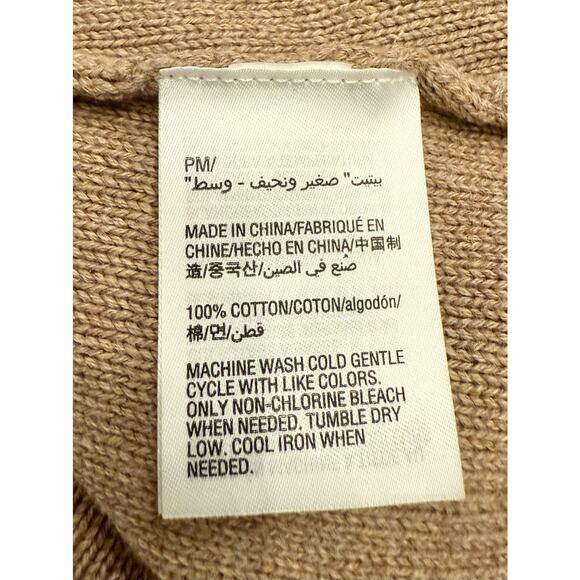 PM/
بيتيت" صغير ونحيف - وسط"
MADE IN CHINA/FABRIQUÉ EN
CHINE/HECHO EN CHINA/中国制
造/중국산/صنع في الصين
100% COTTON/COTON/algodón/
棉/면/قطن
MACHINE WASH COLD GENTLE
CYCLE WITH LIKE COLORS.
ONLY NON-CHLORINE BLEACH
WHEN NEEDED. TUMBLE DRY
LOW. COOL IRON WHEN
NEEDED.